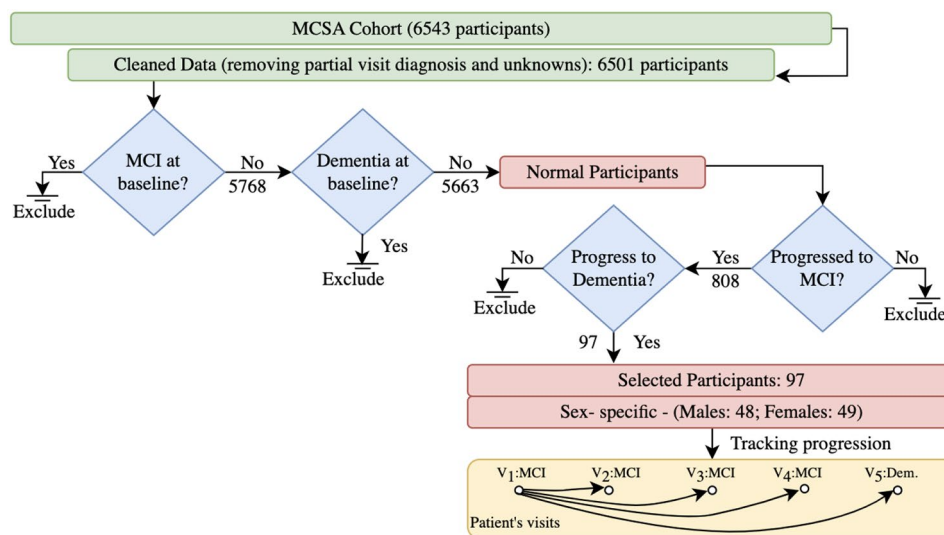 MCSA Cohort (6543 participants)
Cleaned Data (removing partial visit diagnosis and unknowns): 6501 participants
Yes
MCI at
baseline?
No
5768
Dementia at
baseline?
No
5663
Normal Participants
Exclude
Yes
Exclude
No
Progress to
Dementia?
Yes
808
Progressed to
MCI?
No
Exclude
Exclude
97
Yes
Selected Participants: 97
Sex- specific - (Males: 48; Females: 49)
Tracking progression
V1:MCI
V2:MCI
V3:MCI
V4:MCI
V5:Dem.
Patient's visits